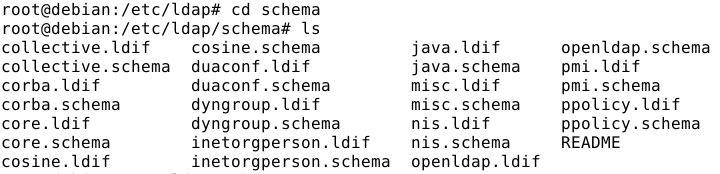 root@debian:/etc/ldap# cd schema
root@debian:/etc/ldap/schema# ls
collective.ldif cosine.schema java.ldif openldap.schema
collective.schema duaconf.ldif java.schema pmi.ldif
corba.ldif duaconf.schema misc.ldif pmi.schema
corba.schema dyngroup.ldif misc.schema ppolicy.ldif
core.ldif dyngroup.schema nis.ldif ppolicy.schema
core.schema inetorgperson.ldif nis.schema README
cosine.ldif inetorgperson.schema openldap.ldif